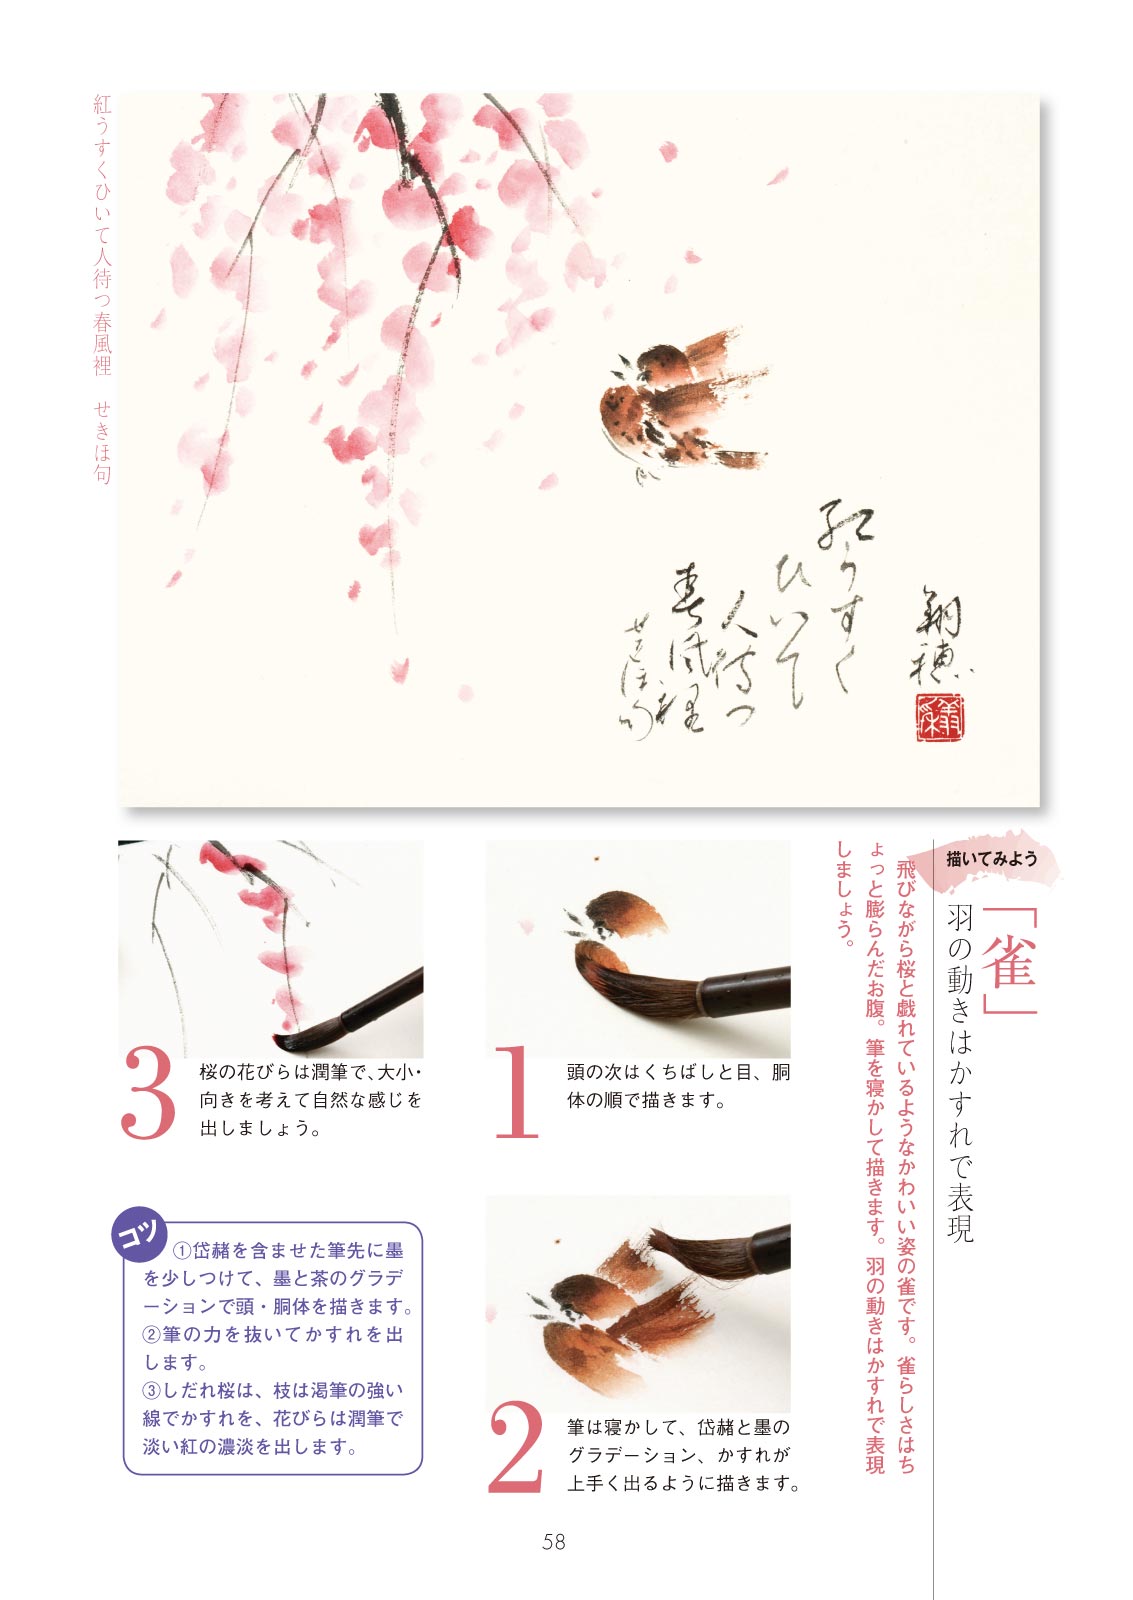 紅うすくひいて人待つ春風裡　せきほ句
紅うすく
ひいて
人待つ
春風裡
せきほ句
翔穂
描いてみよう
「雀」
羽の動きはかすれで表現
飛びながら桜と戯れているようなかわいい姿の雀です。雀らしさはち
ょっと膨らんだお腹。筆を寝かして描きます。羽の動きはかすれで表現
しましょう。
1
頭の次はくちばしと目、胴
体の順で描きます。
2
筆は寝かして、岱赭と墨の
グラデーション、かすれが
上手く出るように描きます。
3
桜の花びらは潤筆で、大小・
向きを考えて自然な感じを
出しましょう。
コツ
①岱赭を含ませた筆先に墨
を少しつけて、墨と茶のグラデ
ーションで頭・胴体を描きます。
②筆の力を抜いてかすれを出
します。
③しだれ桜は、枝は渇筆の強い
線でかすれを、花びらは潤筆で
淡い紅の濃淡を出します。
58